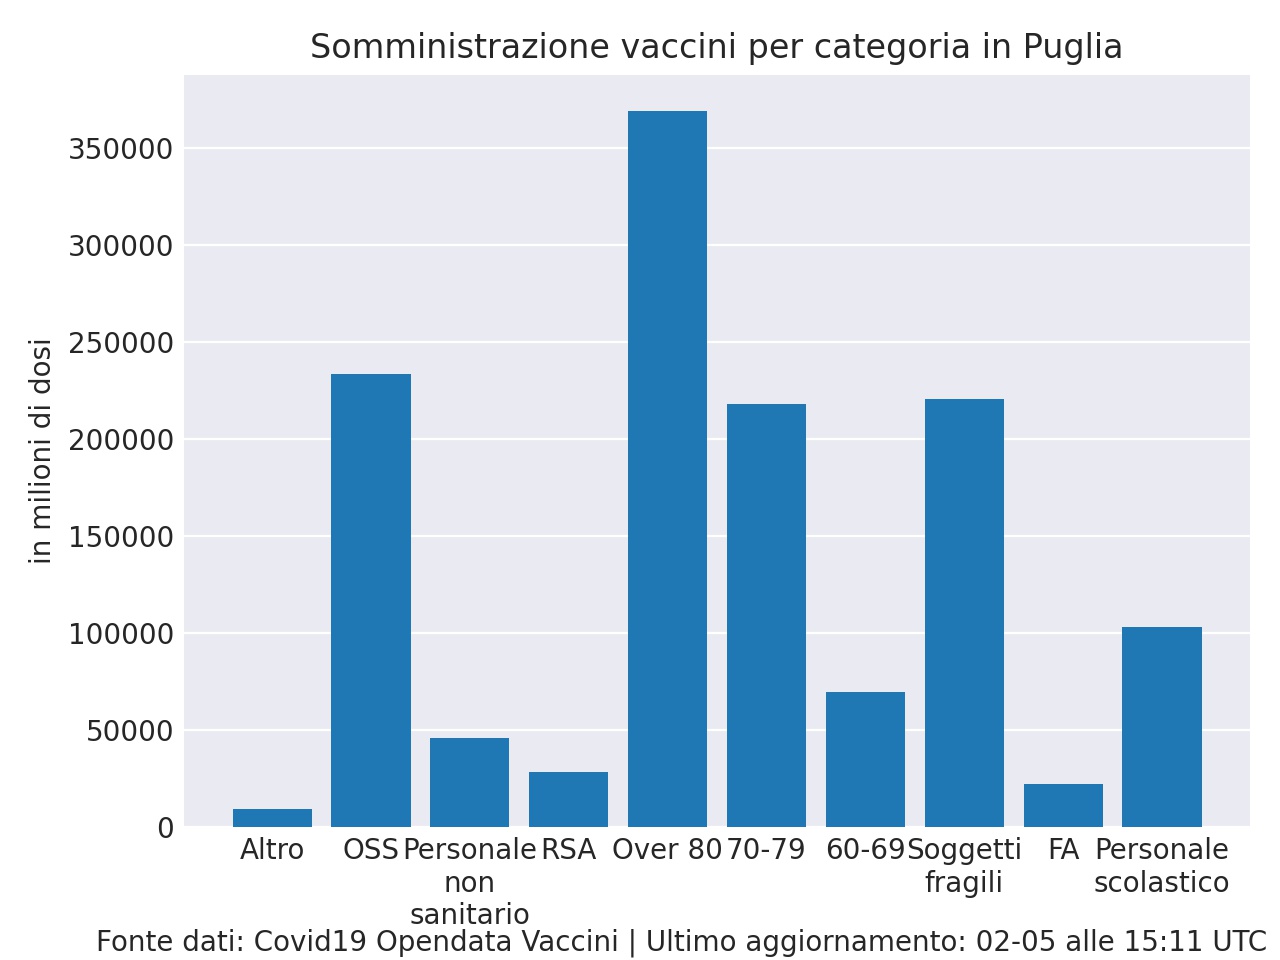 Somministrazione vaccini per categoria in Puglia
in milioni di dosi
350000
300000
250000
200000
150000
100000
50000
0
Altro
OSS
Personale
non
sanitario
RSA
Over 80
70-79
60-69
Soggetti
fragili
FA
Personale
scolastico
Fonte dati: Covid19 Opendata Vaccini | Ultimo aggiornamento: 02-05 alle 15:11 UTC